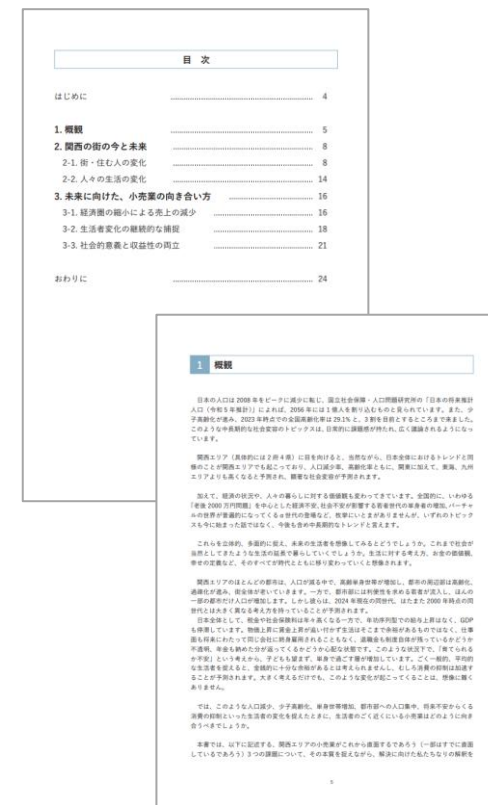 目 次
はじめに 4
1. 概観 5
2. 関西の街の今と未来 8
2-1. 街・住む人の変化 8
2-2. 人々の生活の変化 14
3. 未来に向けた、小売業の向き合い方 16
3-1. 経済圏の縮小による売上の減少 16
3-2. 生活者変化の継続的な捕捉 18
3-3. 社会的意義と収益性の両立 21
おわりに 24
1 概観
日本の人口は 2008 年をピークに減少に転じ、国立社会保障・人口問題研究所の「日本の将来推計
人口（令和 5 年推計）」によれば、2056 年には 1 億人を割り込むものと見られています。また、少
子高齢化が進み、2023 年時点での全国高齢化率は 29.1% と、3 割を目前とするところまで来ました。
このような中長期的な社会変容のトピックスは、日常的に課題感が持たれ、広く議論されるようになっ
ています。
関西エリア（具体的には 2 府 4 県）に目を向けると、当然ながら、日本全体におけるトレンドと同
様のことが関西エリアでも起こっており、人口減少率、高齢化率ともに、関東に加えて、東海、九州
エリアよりも高くなると予測され、顕著な社会変容が予測されます。
加えて、経済の状況や、人々の暮らしに対する価値観も変わってきています。全国的に、いわゆる
「老後 2000 万円問題」を中心とした経済不安、社会不安が影響する若者世代の単身者の増加、バーチャ
ルの世界が普遍的になってくるα世代の登場など、枚挙にいとまがありませんが、いずれのトピック
スも今に始まった話ではなく、今後も含め中長期的なトレンドと言えます。
これらを立体的、多面的に捉え、未来の生活者を想像してみるとどうでしょうか。これまで社会が
当然としてきたような生活の延長で暮らしていくでしょうか。生活に対する考え方、お金の価値観、
幸せの定義など、そのすべてが時代とともに移り変わっていくと想像されます。
関西エリアのほとんどの都市は、人口が減る中で、高齢単身世帯が増加し、都市の周辺部は高齢化、
過疎化が進み、街全体が老いていきます。一方で、都市部には利便性を求める若者が流入し、ほんの
一部の都市だけ人口が増加します。しかし彼らは、2024 年現在の同世代、はたまた 2000 年時点の同
世代とは大きく異なる考え方を持っていることが予測されます。
日本全体として、税金や社会保険料は年々高くなる一方で、年功序列型での給与上昇はなく、GDP
も停滞しています。物価上昇に賃金上昇が追い付かず生活はそこまで余裕があるものではなく、仕事
面も将来にわたって同じ会社に終身雇用されることもなく、退職金も制度自体が残っているかどうか
不透明、年金も納めた分が返ってくるかどうか心配な状態です。このような状況下で、「育てられる
か不安」という考えから、子どもも望まず、単身で過ごす層が増加しています。ごく一般的、平均的
な生活者を捉えると、金銭的に十分な余裕があるとは考えられませんし、むしろ消費の抑制は加速す
ることが予測されます。大きく考えるだけでも、このような変化が起こってくることは、想像に難く
ありません。
では、このような人口減少、少子高齢化、単身世帯増加、都市部への人口集中、将来不安からくる
消費の抑制といった生活者の変化を捉えたときに、生活者のごく近くにいる小売業はどのように向き
合うべきでしょうか。
本書では、以下に記述する、関西エリアの小売業がこれから直面するであろう（一部はすでに直面
しているであろう）3 つの課題について、その本質を捉えながら、解決に向けた私たちなりの解釈を
5